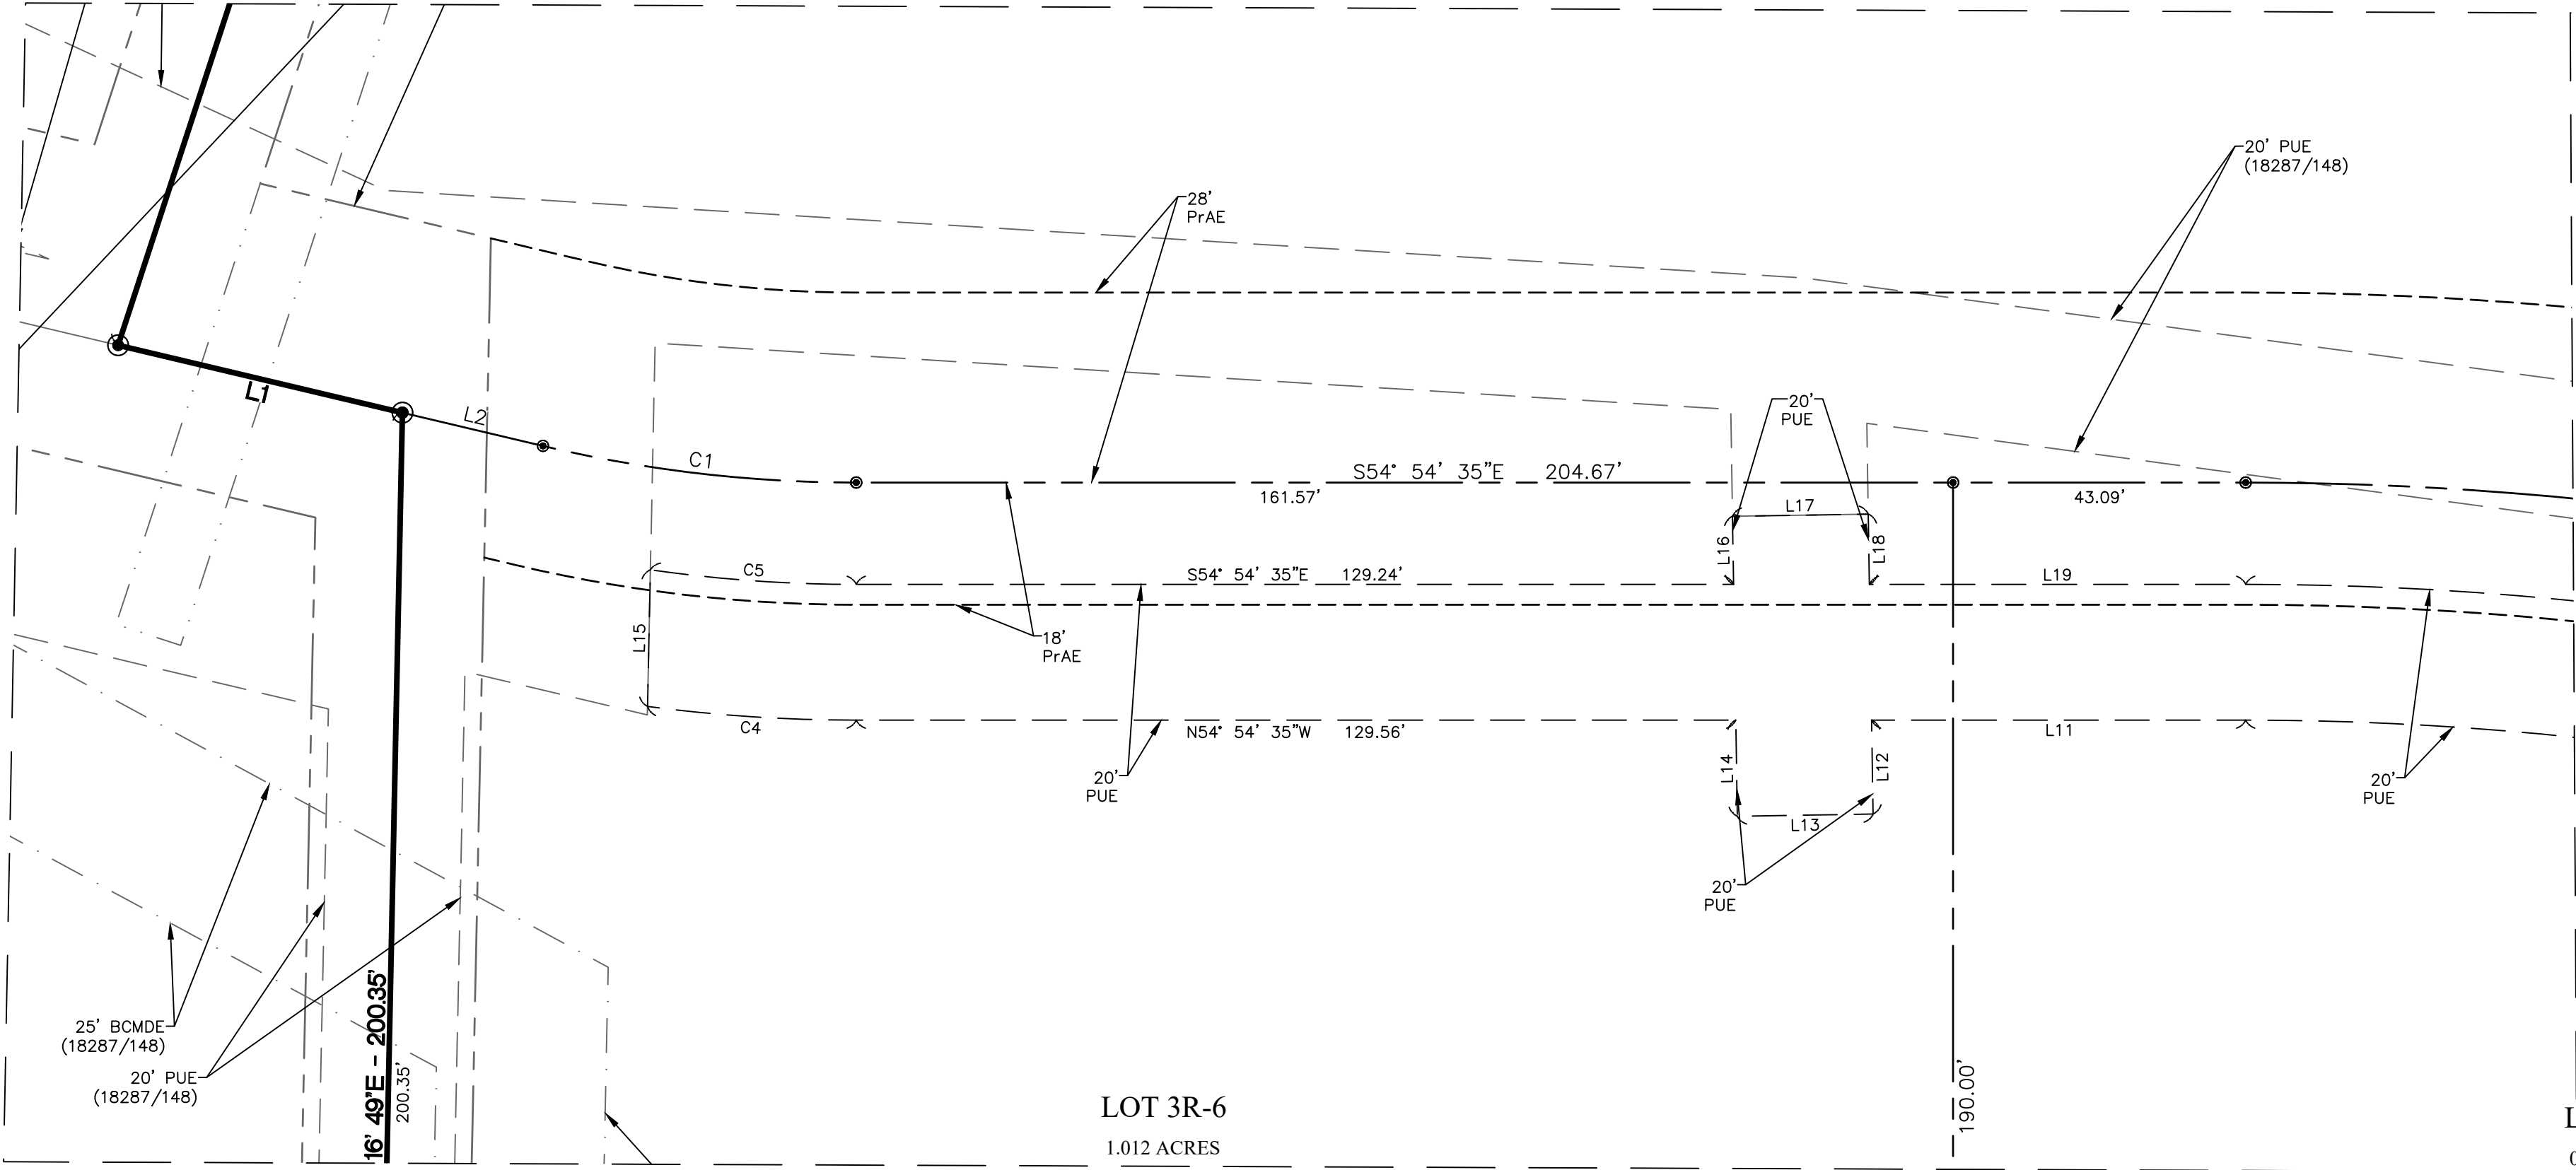 20' PUE
(18287/148)
28'
PrAE
L1
L2
C1
20'
PUE
S54° 54' 35"E 204.67'
161.57'
43.09'
L17
L16
L18
C5
S54° 54' 35"E 129.24'
L19
L15
18'
PrAE
C4
N54° 54' 35"W 129.56'
L11
L14
L12
20'
PUE
20'
PUE
L13
20'
PUE
25' BCMDE
(18287/148)
20' PUE
(18287/148)
16' 49"E - 200.35'
200.35'
190.00'
LOT 3R-6
1.012 ACRES